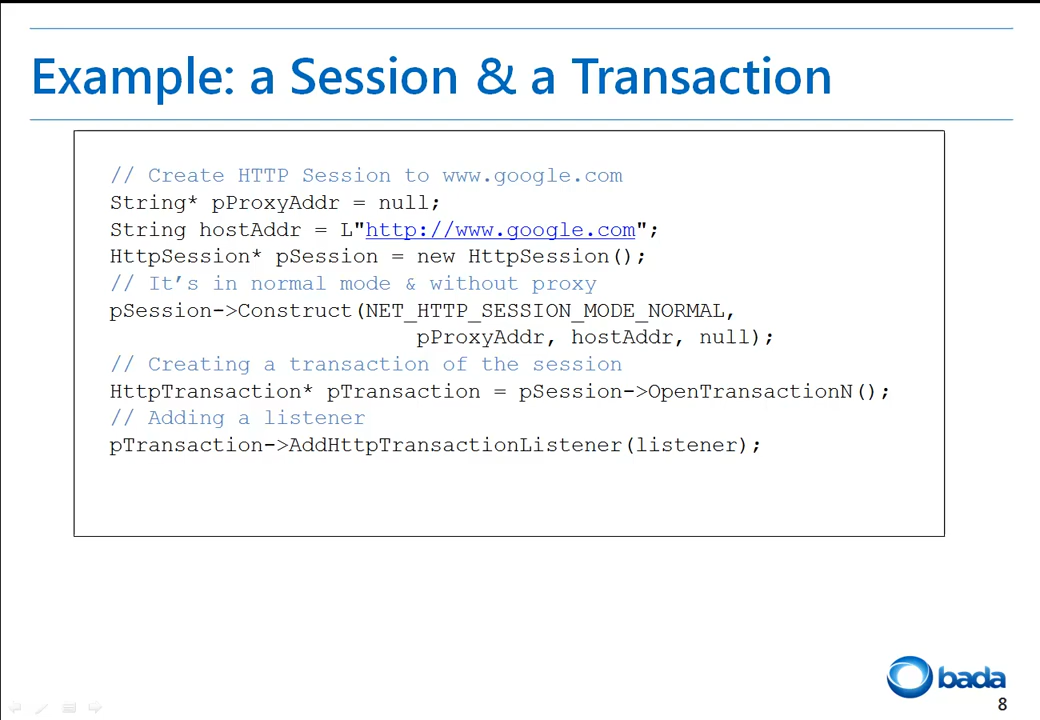 Example: a Session & a Transaction
// Create HTTP Session to www.google.com
String* pProxyAddr = null;
String hostAddr = L"http://www.google.com";
HttpSession* pSession = new HttpSession();
// It’s in normal mode & without proxy
pSession->Construct(NET_HTTP_SESSION_MODE_NORMAL,
pProxyAddr, hostAddr, null);
// Creating a transaction of the session
HttpTransaction* pTransaction = pSession->OpenTransactionN();
// Adding a listener
pTransaction->AddHttpTransactionListener(listener);
bada
8